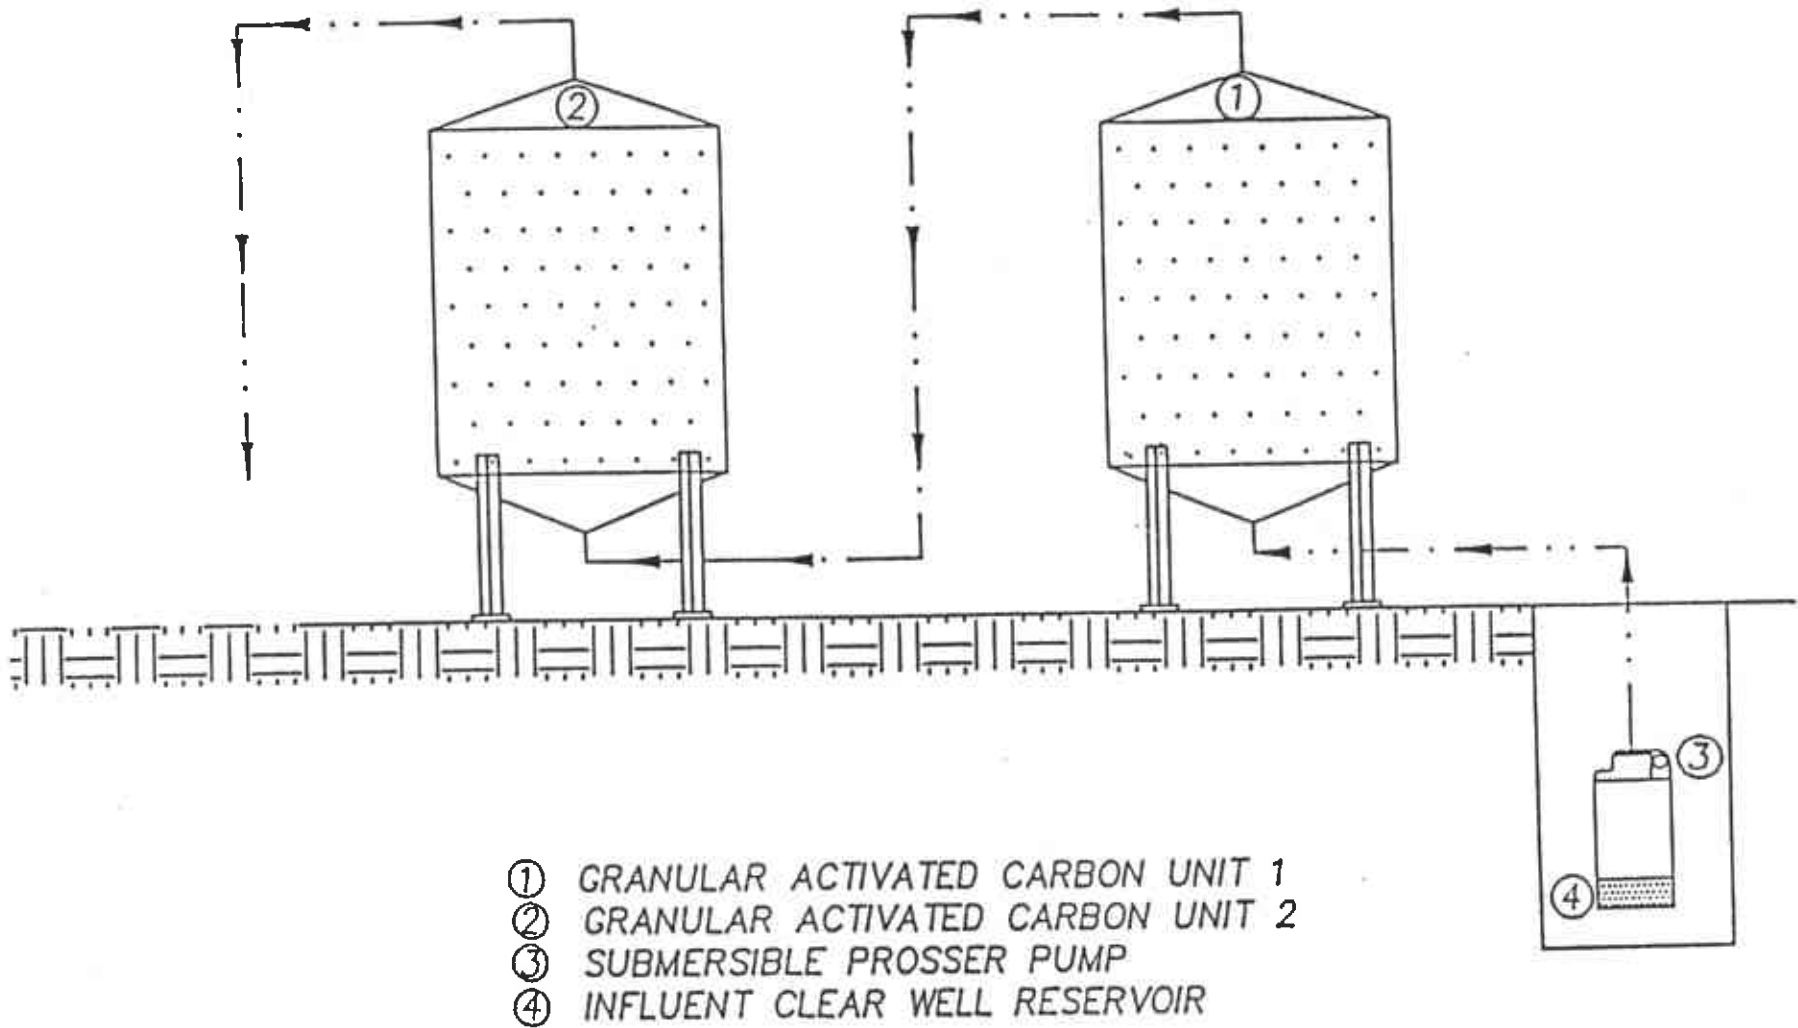 2
1
3
4
① GRANULAR ACTIVATED CARBON UNIT 1
② GRANULAR ACTIVATED CARBON UNIT 2
③ SUBMERSIBLE PROSSER PUMP
④ INFLUENT CLEAR WELL RESERVOIR